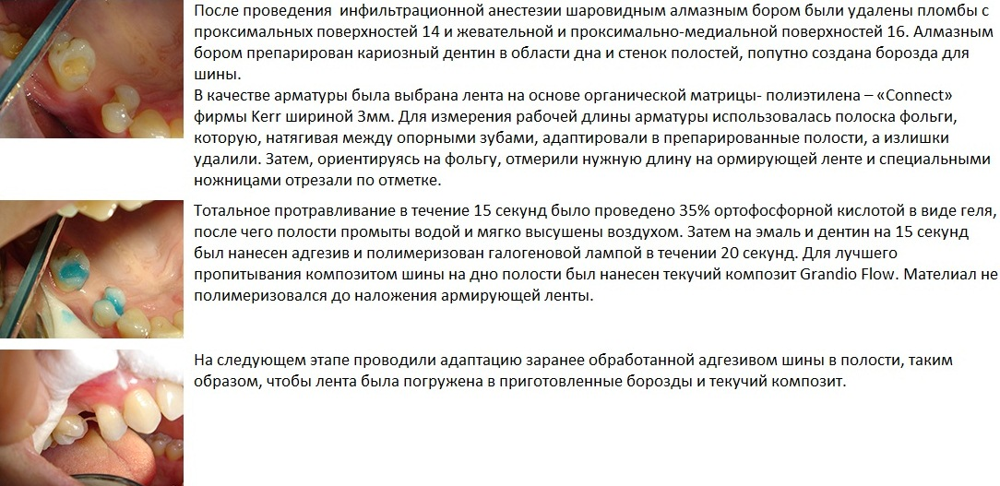 После проведения  инфильтрационной анестезии шаровидным алмазным бором были удалены пломбы с
проксимальных поверхностей 14 и жевательной и проксимально-медиальной поверхностей 16. Алмазным
бором препарирован кариозный дентин в области дна и стенок полостей, попутно создана борозда для
шины.
В качестве арматуры была выбрана лента на основе органической матрицы- полиэтилена – «Connect»
фирмы Kerr шириной 3мм. Для измерения рабочей длины арматуры использовалась полоска фольги,
которую, натягивая между опорными зубами, адаптировали в препарированные полости, а излишки
удалили. Затем, ориентируясь на фольгу, отмерили нужную длину на ормирующей ленте и специальными
ножницами отрезали по отметке.
Тотальное протравливание в течение 15 секунд было проведено 35% ортофосфорной кислотой в виде геля,
после чего полости промыты водой и мягко высушены воздухом. Затем на эмаль и дентин на 15 секунд
был нанесен адгезив и полимеризован галогеновой лампой в течении 20 секунд. Для лучшего
пропитывания композитом шины на дно полости был нанесен текучий композит Grandio Flow. Мателиал не
полимеризовался до наложения армирующей ленты.
На следующем этапе проводили адаптацию заранее обработанной адгезивом шины в полости, таким
образом, чтобы лента была погружена в приготовленные борозды и текучий композит.